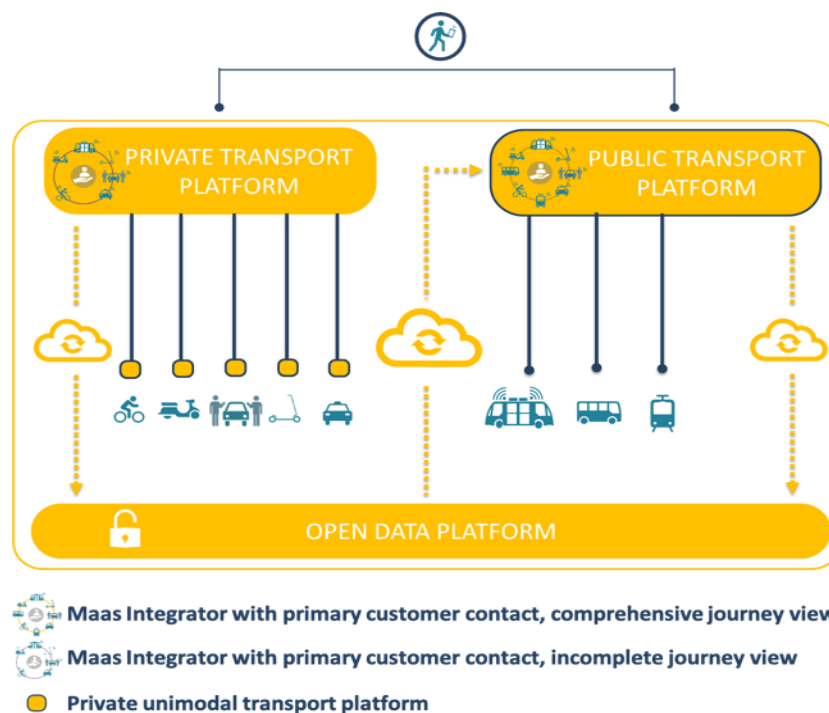 PRIVATE TRANSPORT
PLATFORM
PUBLIC TRANSPORT
PLATFORM
OPEN DATA PLATFORM
Maas Integrator with primary customer contact, comprehensive journey view
Maas Integrator with primary customer contact, incomplete journey view
Private unimodal transport platform